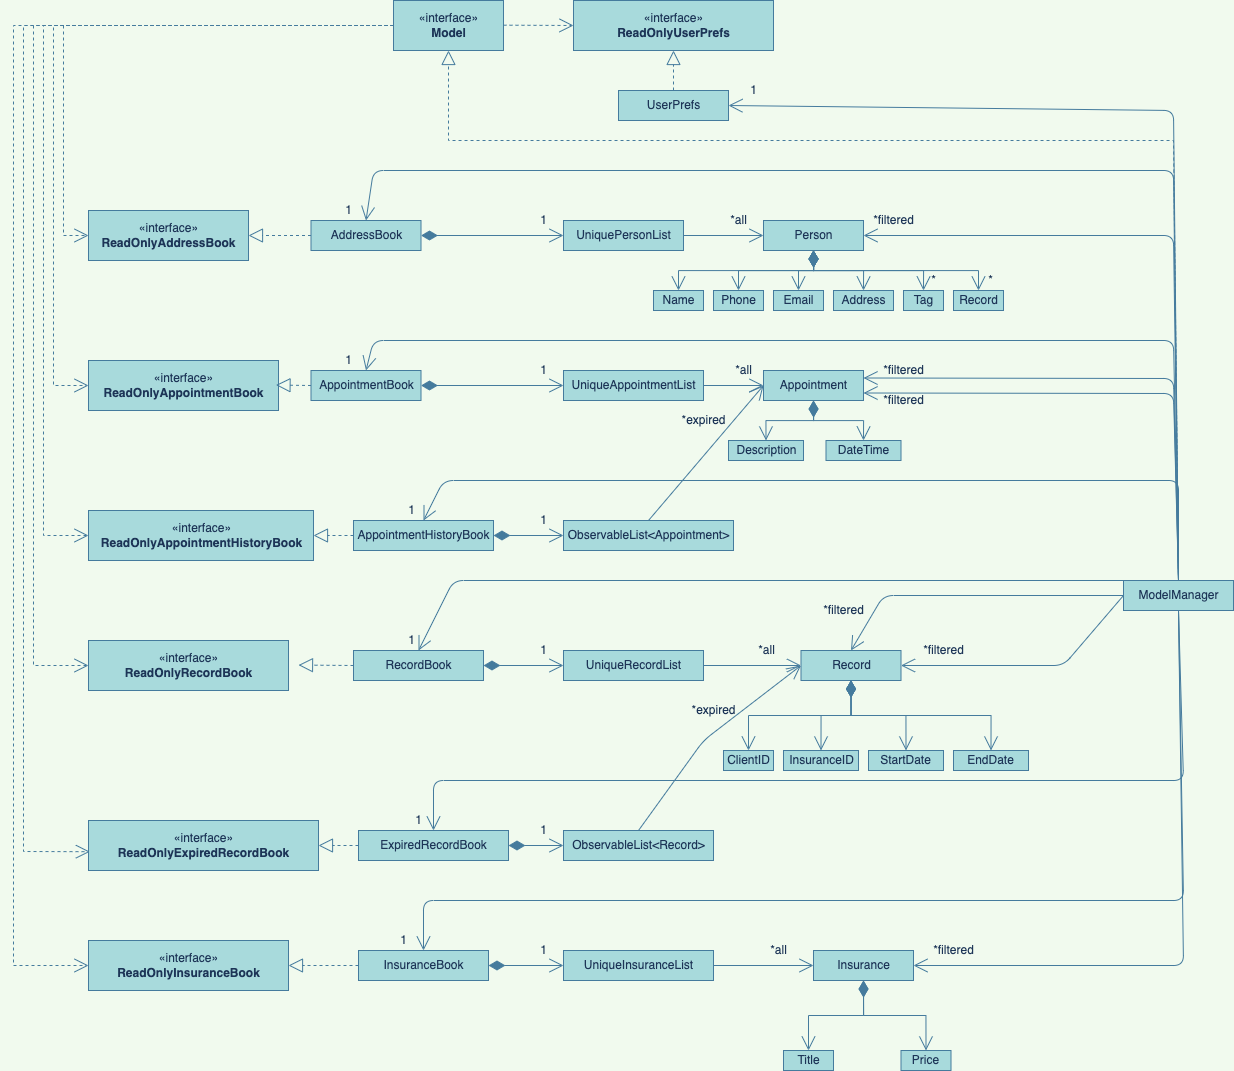 «interface»
Model
«interface»
ReadOnlyUserPrefs
UserPrefs
1
«interface»
ReadOnlyAddressBook
1
AddressBook
1
UniquePersonList
*all
Person
*filtered
Name
Phone
Email
Address
*
Tag
*
Record
«interface»
ReadOnlyAppointmentBook
1
AppointmentBook
1
UniqueAppointmentList
*all
Appointment
*filtered
*filtered
*expired
Description
DateTime
«interface»
ReadOnlyAppointmentHistoryBook
1
AppointmentHistoryBook
1
ObservableList<Appointment>
ModelManager
*filtered
«interface»
ReadOnlyRecordBook
1
RecordBook
1
UniqueRecordList
*all
Record
*filtered
*expired
ClientID
InsuranceID
StartDate
EndDate
«interface»
ReadOnlyExpiredRecordBook
1
ExpiredRecordBook
1
ObservableList<Record>
«interface»
ReadOnlyInsuranceBook
1
InsuranceBook
1
UniqueInsuranceList
*all
Insurance
*filtered
Title
Price